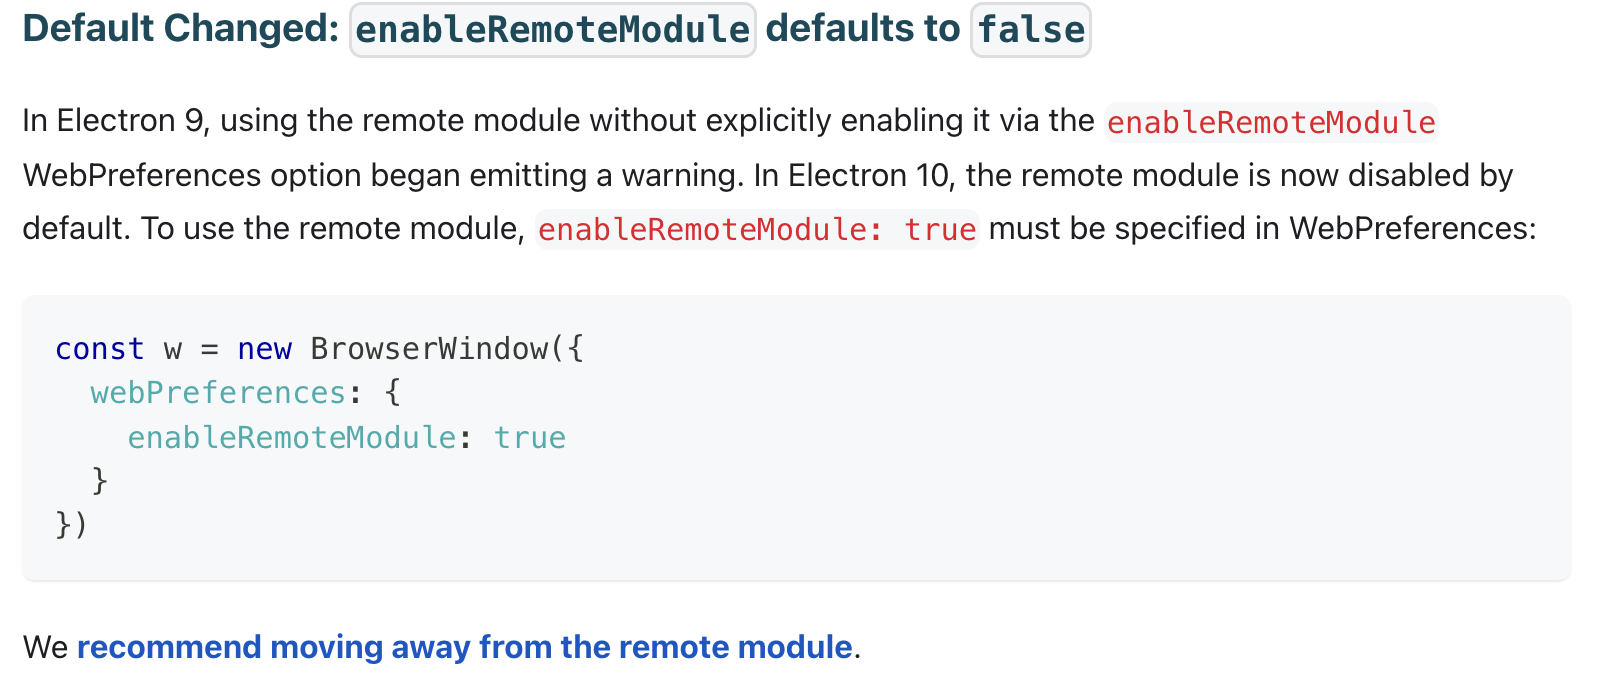 Default Changed: enableRemoteModule defaults to false
In Electron 9, using the remote module without explicitly enabling it via the enableRemoteModule
WebPreferences option began emitting a warning. In Electron 10, the remote module is now disabled by
default. To use the remote module, enableRemoteModule: true must be specified in WebPreferences:
const w = new BrowserWindow({
  webPreferences: {
    enableRemoteModule: true
  }
})
We recommend moving away from the remote module.